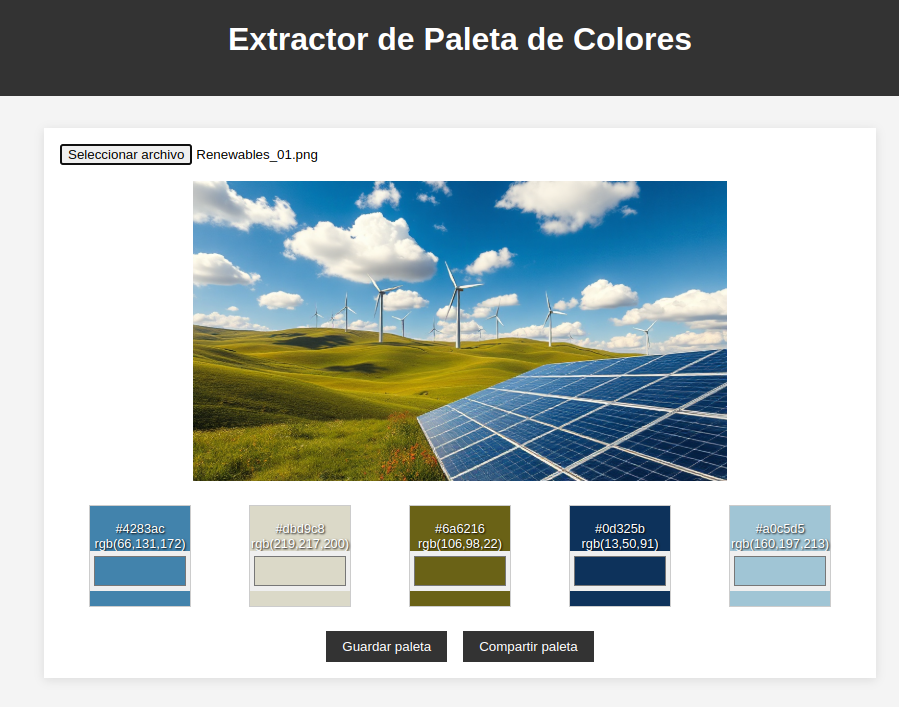 Extractor de Paleta de Colores
Seleccionar archivo Renewables_01.png
#4283ac
rgb(66,131,172)
#dbd9c8
rgb(219,217,200)
#6a6216
rgb(106,98,22)
#0d325b
rgb(13,50,91)
#a0c5d5
rgb(160,197,213)
Guardar paleta
Compartir paleta